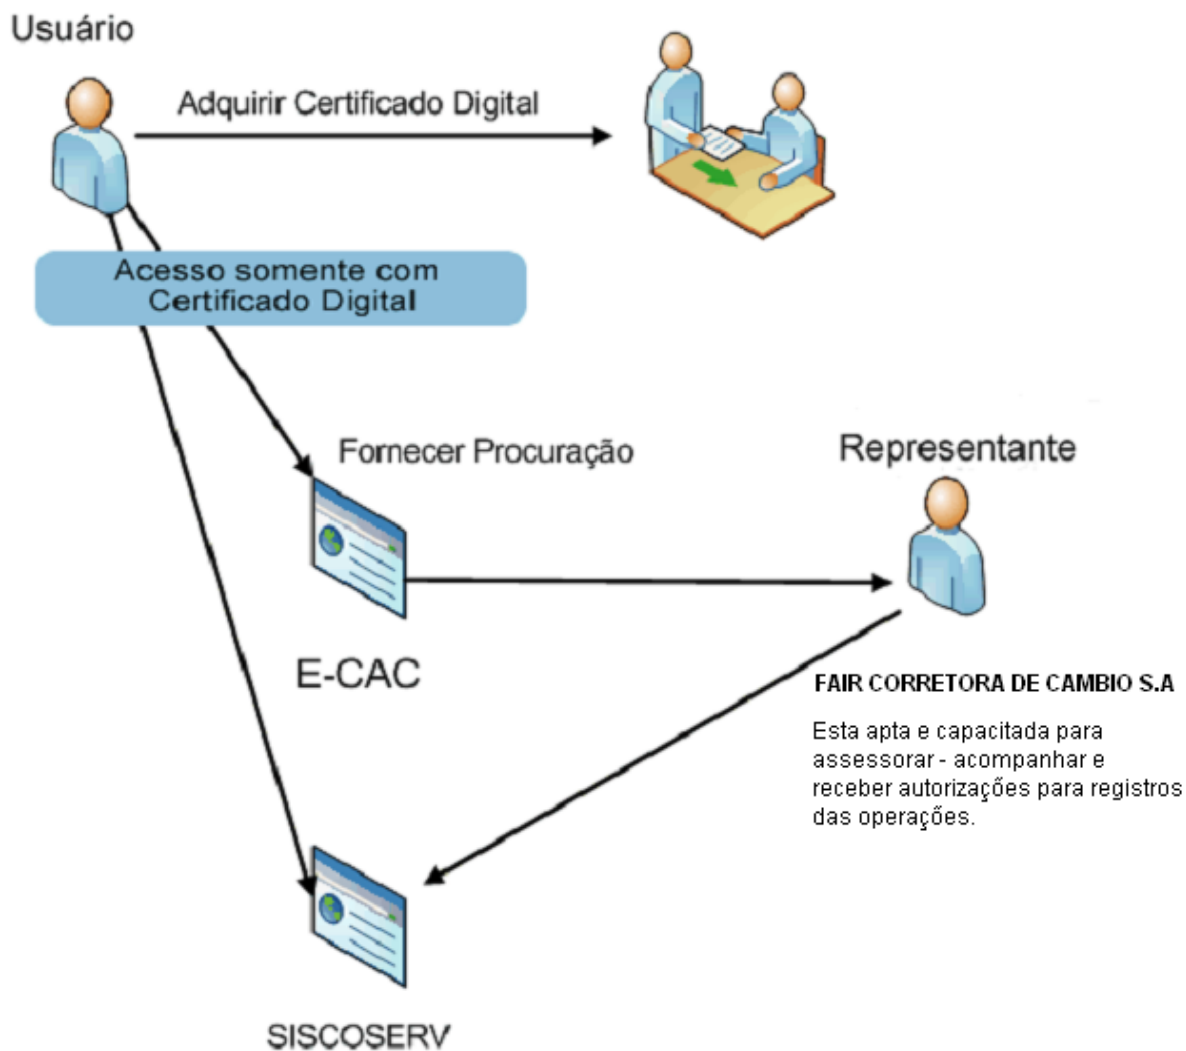 Usuário
Adquirir Certificado Digital
Acesso somente com
Certificado Digital
Fornecer Procuração
Representante
E-CAC
FAIR CORRETORA DE CAMBIO S.A
Esta apta e capacitada para
assessorar - acompanhar e
receber autorizações para registros
das operações.
SISCOSERV